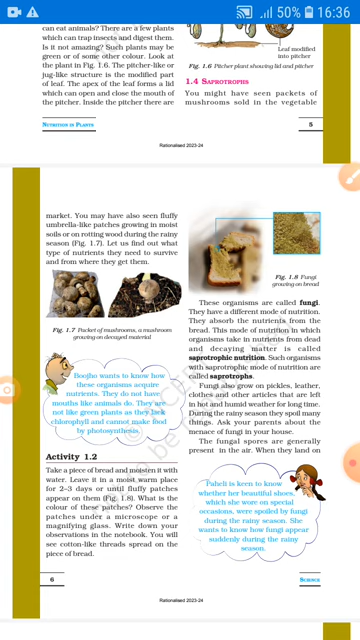 50% 16:36
can eat animals? There are a few plants
which can trap insects and digest them.
Is it not amazing? Such plants may be
green or of some other colour. Look at
the plant in Fig. 1.6. The pitcher-like or
jug-like structure is the modified part
of leaf. The apex of the leaf forms a lid
which can open and close the mouth of
the pitcher. Inside the pitcher there are
Leaf modified
into pitcher
Fig. 1.6 Pitcher plant showing lid and pitcher
1.4 SAPROTROPHS
You might have seen packets of
mushrooms sold in the vegetable
NUTRITION IN PLANTS
5
Rationalised 2023-24
market. You may have also seen fluffy
umbrella-like patches growing in moist
soils or on rotting wood during the rainy
season (Fig. 1.7). Let us find out what
type of nutrients they need to survive
and from where they get them.
Fig. 1.7 Packet of mushrooms, a mushroom
growing on decayed material
Boojho wants to know how
these organisms acquire
nutrients. They do not have
mouths like animals do. They are
not like green plants as they lack
chlorophyll and cannot make food
by photosynthesis.
Activity 1.2
Take a piece of bread and moisten it with
water. Leave it in a moist warm place
for 2–3 days or until fluffy patches
appear on them (Fig. 1.8). What is the
colour of these patches? Observe the
patches under a microscope or a
magnifying glass. Write down your
observations in the notebook. You will
see cotton-like threads spread on the
piece of bread.
Fig. 1.8 Fungi
growing on bread
These organisms are called fungi.
They have a different mode of nutrition.
They absorb the nutrients from the
bread. This mode of nutrition in which
organisms take in nutrients from dead
and decaying matter is called
saprotrophic nutrition. Such organisms
with saprotrophic mode of nutrition are
called saprotrophs.
Fungi also grow on pickles, leather,
clothes and other articles that are left
in hot and humid weather for long time.
During the rainy season they spoil many
things. Ask your parents about the
menace of fungi in your house.
The fungal spores are generally
present in the air. When they land on
Paheli is keen to know
whether her beautiful shoes,
which she wore on special
occasions, were spoiled by fungi
during the rainy season. She
wants to know how fungi appear
suddenly during the rainy
season.
6
SCIENCE
Rationalised 2023-24